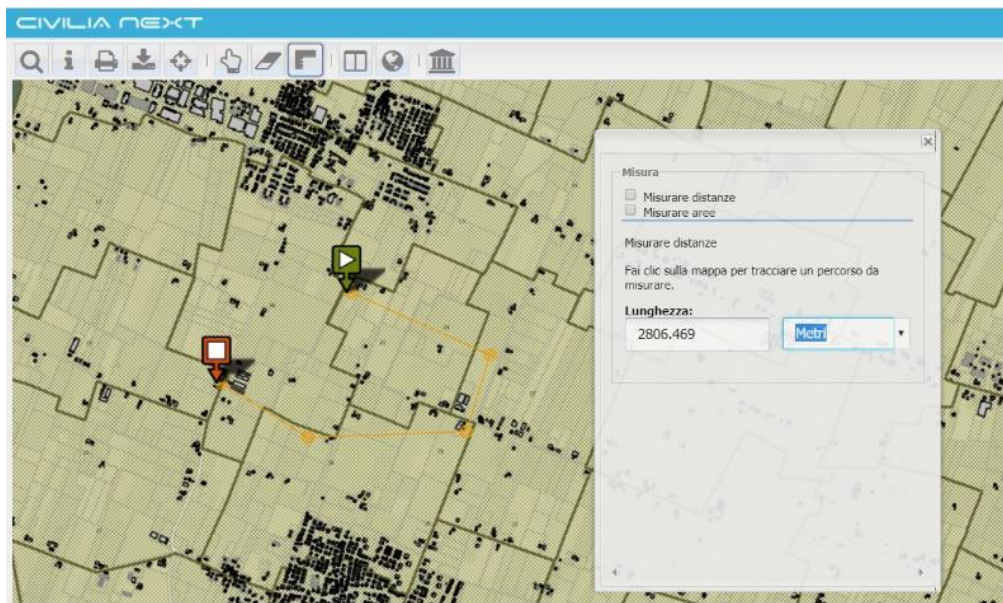 CIVILIA NEXT
Misura
Misurare distanze
Misurare aree
Misurare distanze
Fai clic sulla mappa per tracciare un percorso da
misurare.
Lunghezza:
2806.469 Metri